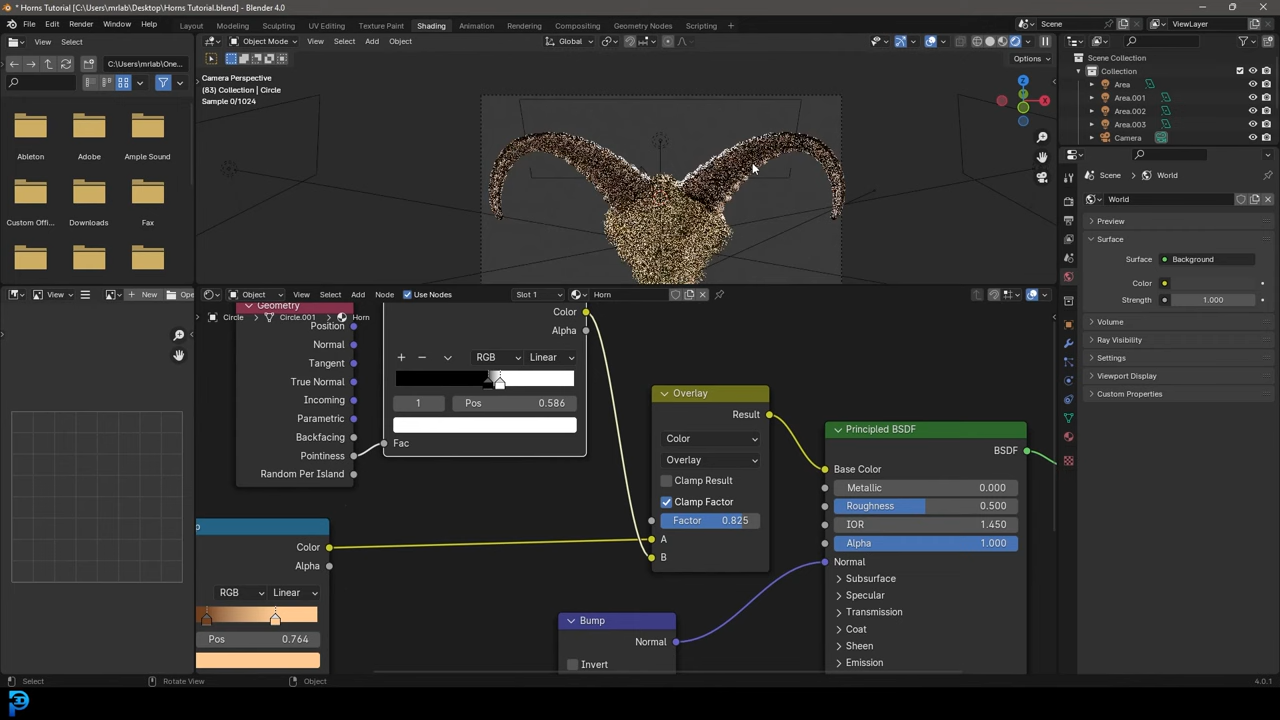 * Horns Tutorial [C:\Users\mrlab\Desktop\Horns Tutorial.blend] - Blender 4.0
File Edit Render Window Help Layout Modeling Sculpting UV Editing Texture Paint Shading Animation Rendering Compositing Geometry Nodes Scene ViewLayer
View Select Object Mode View Select Add Object Global
C:\Users\mrlab\One... Options
Camera Perspective
(83) Collection | Circle
Sample 0/1024
Ableton Adobe Ample Sound
Custom Offi... Downloads Fax
Scene Collection
Collection
Area
Area.001
Area.002
Area.003
Camera
Scene World
World
Preview
Surface
Surface Background
Color
Strength 1.000
Volume
Ray Visibility
Settings
Viewport Display
Custom Properties
View New Ope Object View Select Add Node Use Nodes Slot 1 Horn
Circle Circle.001 Horn
Geometry
Position
Normal
Tangent
True Normal
Incoming
Parametric
Backfacing
Pointiness
Random Per Island
Color
Alpha
RGB Linear
1 Pos 0.586
Fac
Color
Alpha
RGB Linear
Pos 0.764
Overlay
Result
Color
Overlay
Clamp Result
Clamp Factor
Factor 0.825
A
B
Bump
Normal
Invert
Principled BSDF
BSDF
Base Color
Metallic 0.000
Roughness 0.500
IOR 1.450
Alpha 1.000
Normal
Subsurface
Specular
Transmission
Coat
Sheen
Emission
Select Rotate View Object 4.0.1